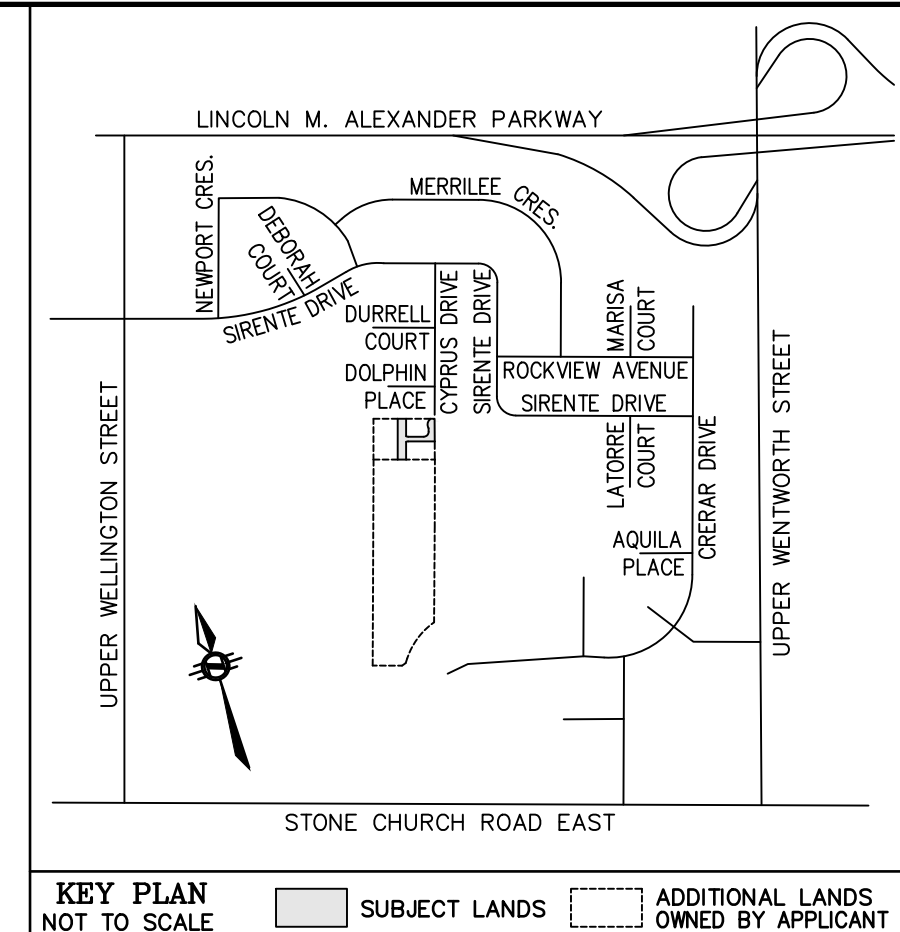 LINCOLN M. ALEXANDER PARKWAY
NEWPORT CRES.
DEBORAH
COURT
MERRILEE CRES.
SIRENTE DRIVE
DURRELL
COURT
DOLPHIN
PLACE
CYPRUS DRIVE
SIRENTE DRIVE
MARISA
COURT
ROCKVIEW AVENUE
SIRENTE DRIVE
LATORRE
COURT
CRERAR DRIVE
AQUILA
PLACE
UPPER WELLINGTON STREET
UPPER WENTWORTH STREET
STONE CHURCH ROAD EAST
KEY PLAN
NOT TO SCALE
SUBJECT LANDS
ADDITIONAL LANDS
OWNED BY APPLICANT